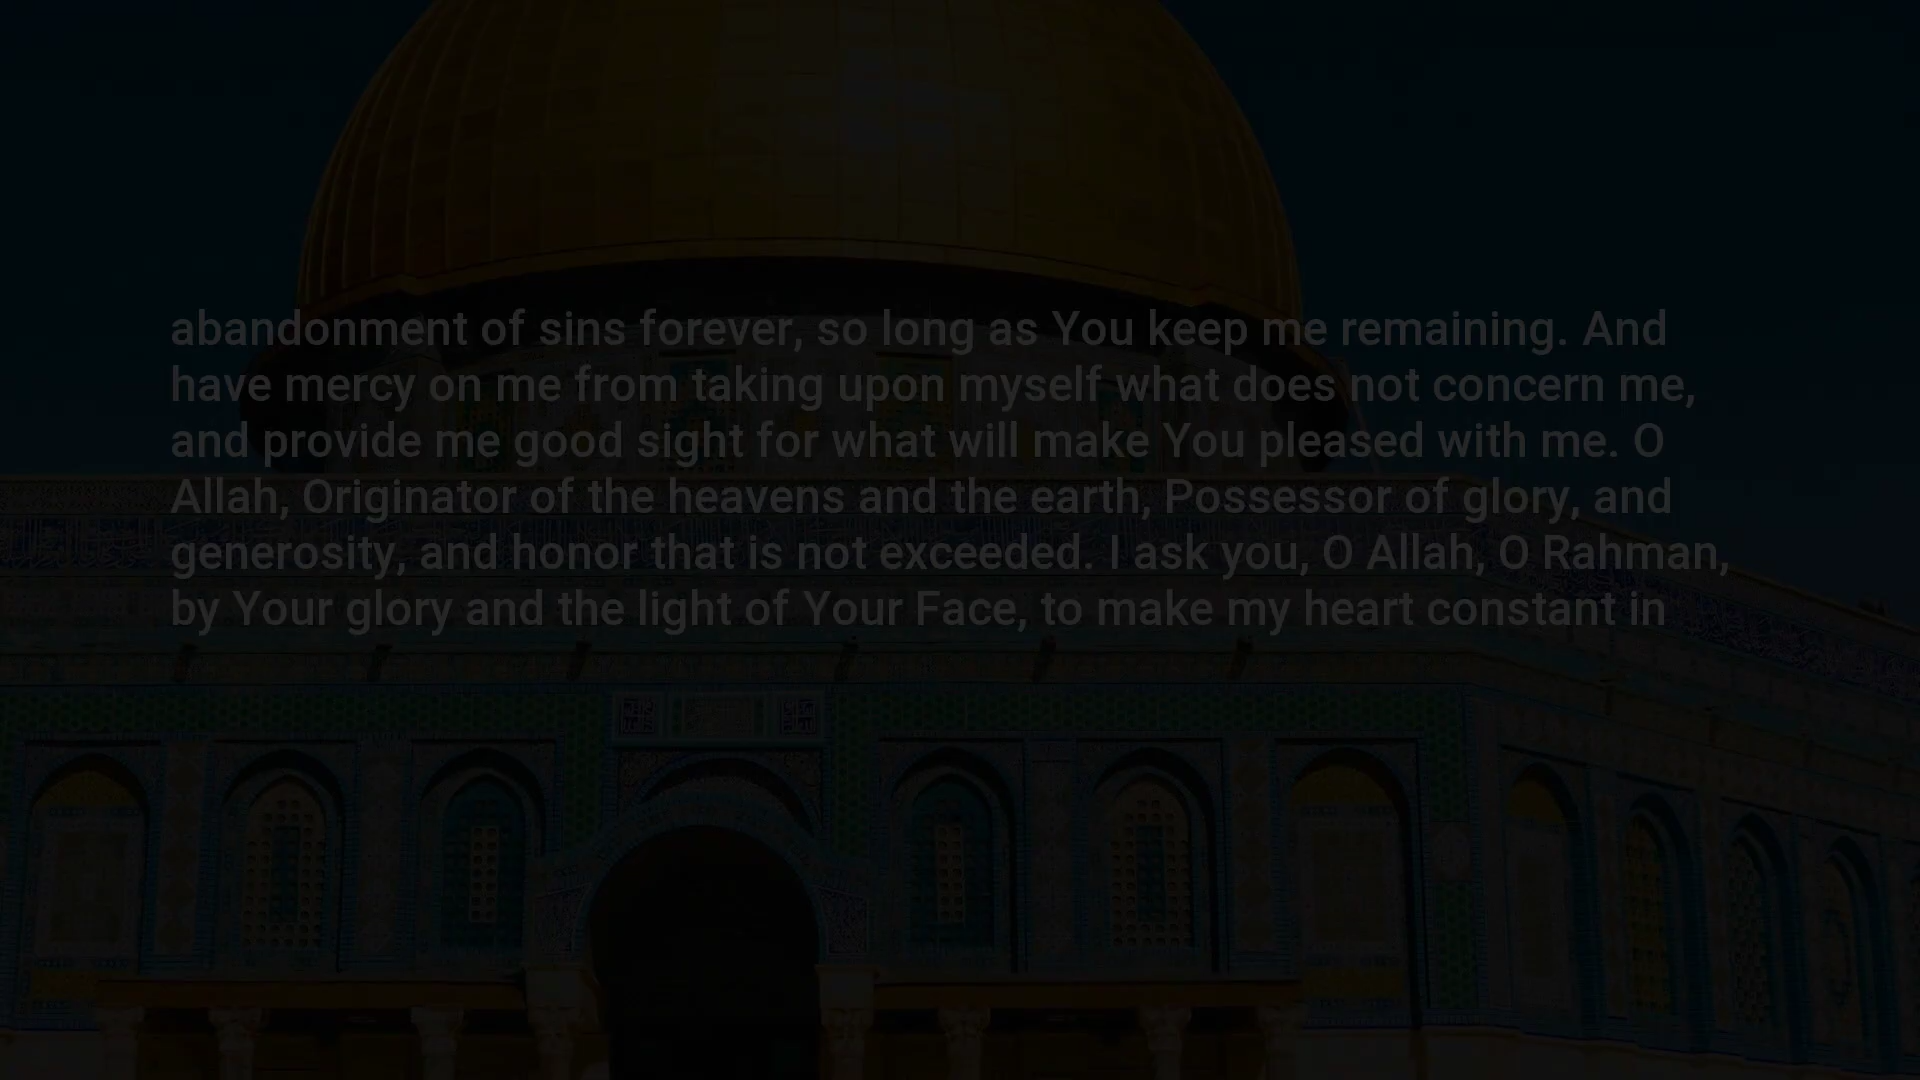 abandonment of sins forever, so long as You keep me remaining. And
have mercy on me from taking upon myself what does not concern me,
and provide me good sight for what will make You pleased with me. O
Allah, Originator of the heavens and the earth, Possessor of glory, and
generosity, and honor that is not exceeded. I ask you, O Allah, O Rahman,
by Your glory and the light of Your Face, to make my heart constant in